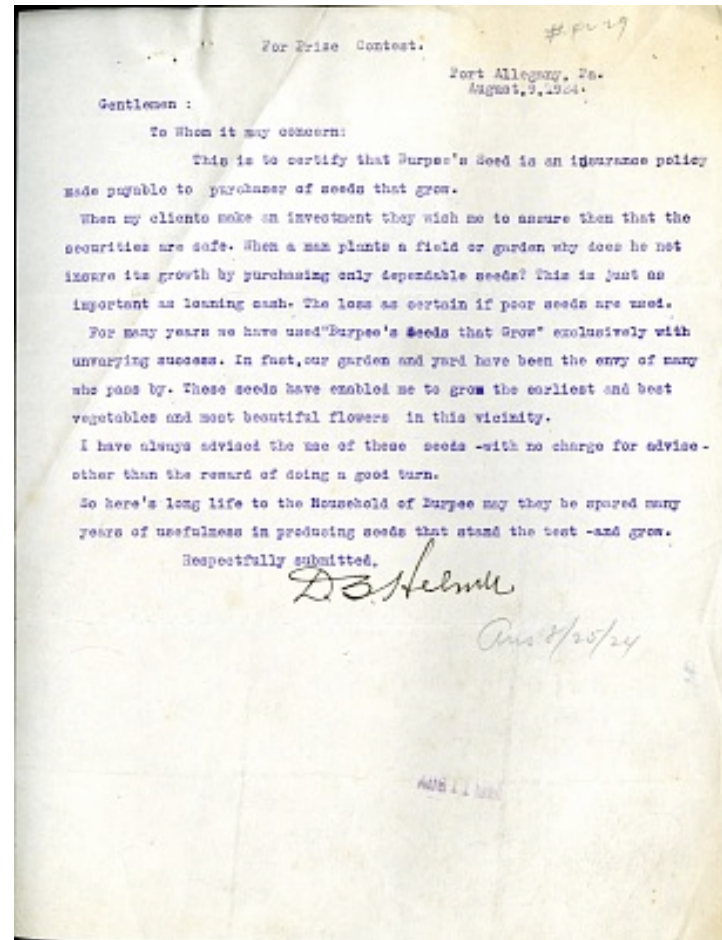 For Prize Contest.
Port Allegany, Pa.
August,9,1924.
Gentlemen :
To Whom it may concern:
This is to certify that Burpee's Seed is an insurance policy
made payable to purchaser of seeds that grow.
When my clients make an investment they wish me to assure then that the
securities are safe. When a man plants a field or garden why does he not
insure its growth by purchasing only dependable seeds? This is just as
important as loaning cash. The loss as certain if poor seeds are used.
For many years we have used "Burpee's Seeds that Grow" exclusively with
unvarying success. In fact,our garden and yard have been the envy of many
who pass by. These seeds have enabled me to grow the earliest and best
vegetables and most beautiful flowers in this vicinity.
I have always advised the use of these seeds -with no charge for advise-
other than the reward of doing a good turn.
So here's long life to the Household of Burpee may they be spared many
years of usefulness in producing seeds that stand the test -and grow.
Respectfully submitted,
D.B.
Ans 8/25/24
AUG 11